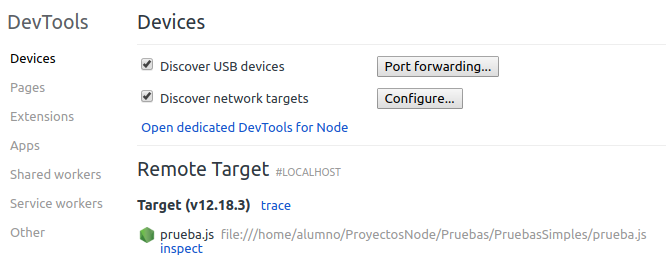 DevTools
Devices
Pages
Extensions
Apps
Shared workers
Service workers
Other
Devices
Discover USB devices Port forwarding...
Discover network targets Configure...
Open dedicated DevTools for Node
Remote Target #LOCALHOST
Target (v12.18.3) trace
prueba.js file:///home/alumno/ProyectosNode/Pruebas/PruebasSimples/prueba.js
inspect